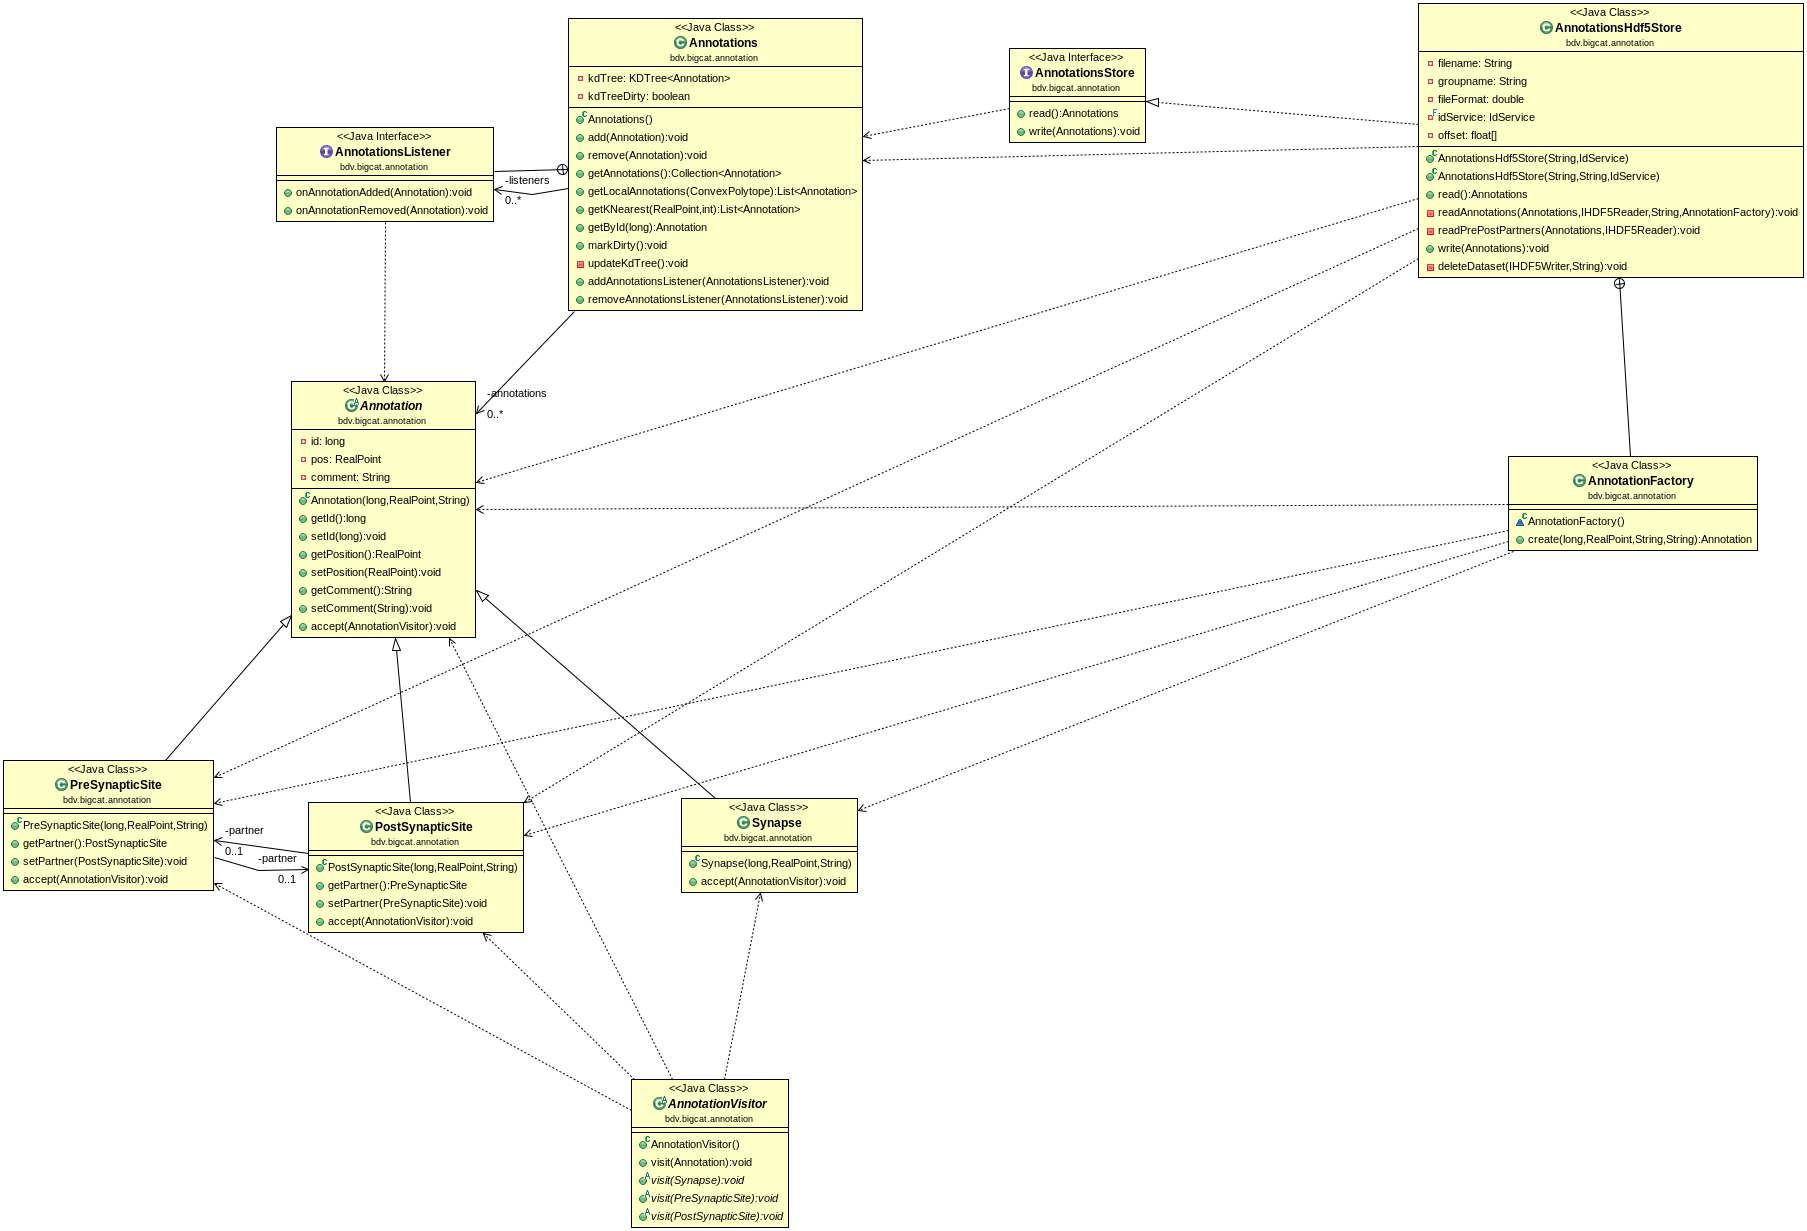 <<Java Class>>
Annotations
bdv.bigcat.annotation
kdTree: KDTree<Annotation>
kdTreeDirty: boolean
Annotations()
add(Annotation):void
remove(Annotation):void
getAnnotations():Collection<Annotation>
getLocalAnnotations(ConvexPolytope):List<Annotation>
getKNearest(RealPoint,int):List<Annotation>
getById(long):Annotation
markDirty():void
updateKdTree():void
addAnnotationsListener(AnnotationsListener):void
removeAnnotationsListener(AnnotationsListener):void
<<Java Interface>>
AnnotationsStore
bdv.bigcat.annotation
read():Annotations
write(Annotations):void
<<Java Class>>
AnnotationsHdf5Store
bdv.bigcat.annotation
filename: String
groupname: String
fileFormat: double
idService: IdService
offset: float[]
AnnotationsHdf5Store(String,IdService)
AnnotationsHdf5Store(String,String,IdService)
read():Annotations
readAnnotations(Annotations,IHDF5Reader,String,AnnotationFactory):void
readPrePostPartners(Annotations,IHDF5Reader):void
write(Annotations):void
deleteDataset(IHDF5Writer,String):void
<<Java Interface>>
AnnotationsListener
bdv.bigcat.annotation
onAnnotationAdded(Annotation):void
onAnnotationRemoved(Annotation):void
-listeners
0..*
-annotations
0..*
<<Java Class>>
Annotation
bdv.bigcat.annotation
id: long
pos: RealPoint
comment: String
Annotation(long,RealPoint,String)
getId():long
setId(long):void
getPosition():RealPoint
setPosition(RealPoint):void
getComment():String
setComment(String):void
accept(AnnotationVisitor):void
<<Java Class>>
AnnotationFactory
bdv.bigcat.annotation
AnnotationFactory()
create(long,RealPoint,String,String):Annotation
<<Java Class>>
PreSynapticSite
bdv.bigcat.annotation
PreSynapticSite(long,RealPoint,String)
getPartner():PostSynapticSite
setPartner(PostSynapticSite):void
accept(AnnotationVisitor):void
-partner
0..1
-partner
0..1
<<Java Class>>
PostSynapticSite
bdv.bigcat.annotation
PostSynapticSite(long,RealPoint,String)
getPartner():PreSynapticSite
setPartner(PreSynapticSite):void
accept(AnnotationVisitor):void
<<Java Class>>
Synapse
bdv.bigcat.annotation
Synapse(long,RealPoint,String)
accept(AnnotationVisitor):void
<<Java Class>>
AnnotationVisitor
bdv.bigcat.annotation
AnnotationVisitor()
visit(Annotation):void
visit(Synapse):void
visit(PreSynapticSite):void
visit(PostSynapticSite):void